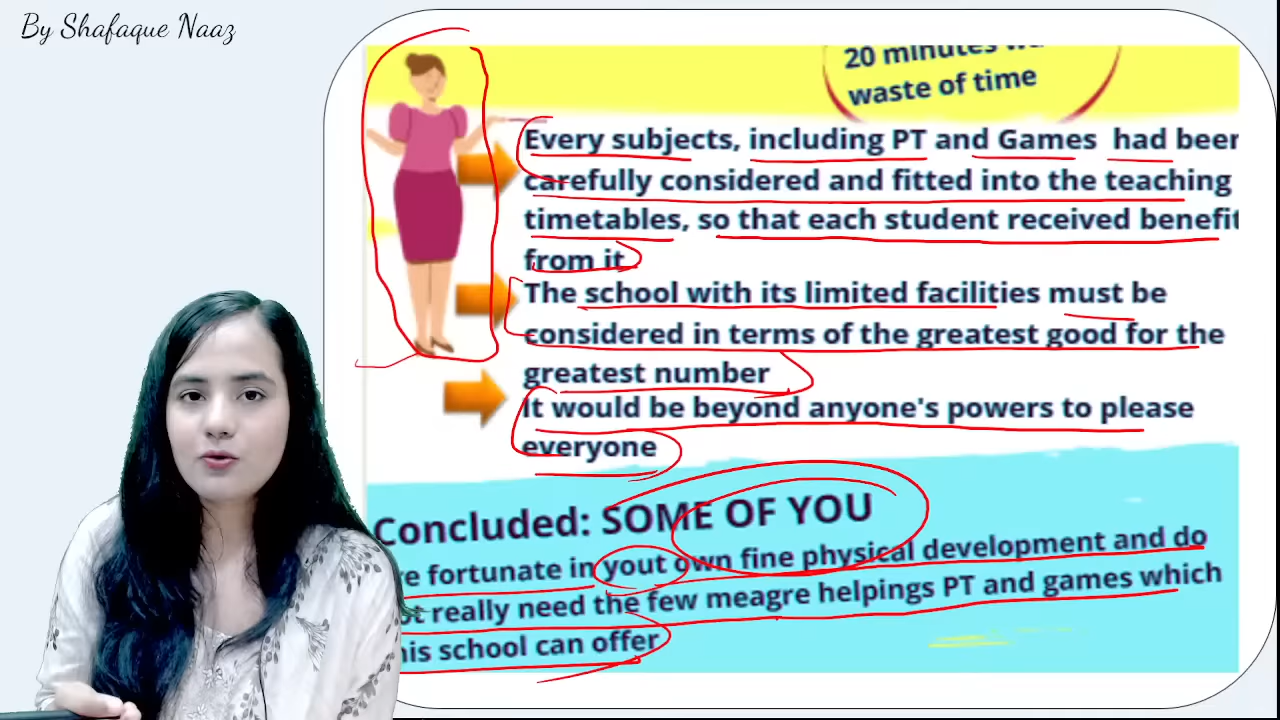 By Shafaque Naaz
20 minutes
waste of time
Every subjects, including PT and Games had been
carefully considered and fitted into the teaching
timetables, so that each student received benefit
from it
The school with its limited facilities must be
considered in terms of the greatest good for the
greatest number
It would be beyond anyone's powers to please
everyone
Concluded: SOME OF YOU
re fortunate in yout own fine physical development and do
ot really need the few meagre helpings PT and games which
his school can offer